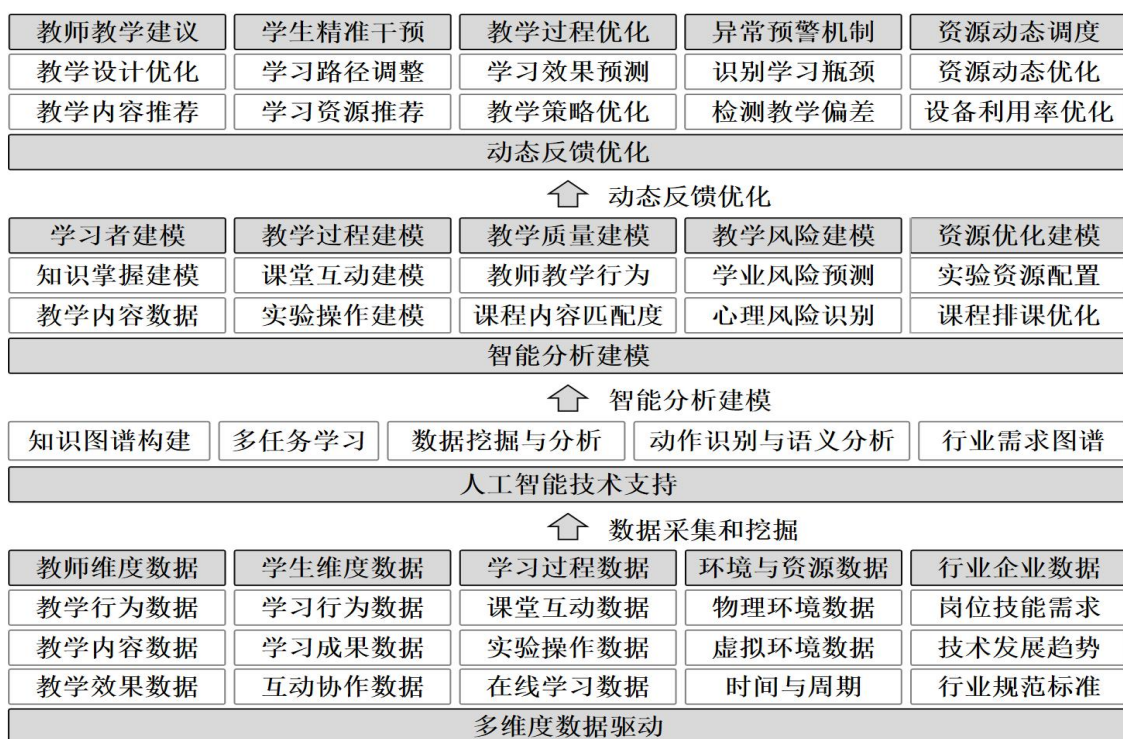 教师教学建议 学生精准干预 教学过程优化 异常预警机制 资源动态调度
教学设计优化 学习路径调整 学习效果预测 识别学习瓶颈 资源动态优化
教学内容推荐 学习资源推荐 教学策略优化 检测教学偏差 设备利用率优化
动态反馈优化
动态反馈优化
学习者建模 教学过程建模 教学质量建模 教学风险建模 资源优化建模
知识掌握建模 课堂互动建模 教师教学行为 学业风险预测 实验资源配置
教学内容数据 实验操作建模 课程内容匹配度 心理风险识别 课程排课优化
智能分析建模
智能分析建模
知识图谱构建 多任务学习 数据挖掘与分析 动作识别与语义分析 行业需求图谱
人工智能技术支持
数据采集和挖掘
教师维度数据 学生维度数据 学习过程数据 环境与资源数据 行业企业数据
教学行为数据 学习行为数据 课堂互动数据 物理环境数据 岗位技能需求
教学内容数据 学习成果数据 实验操作数据 虚拟环境数据 技术发展趋势
教学效果数据 互动协作数据 在线学习数据 时间与周期 行业规范标准
多维度数据驱动